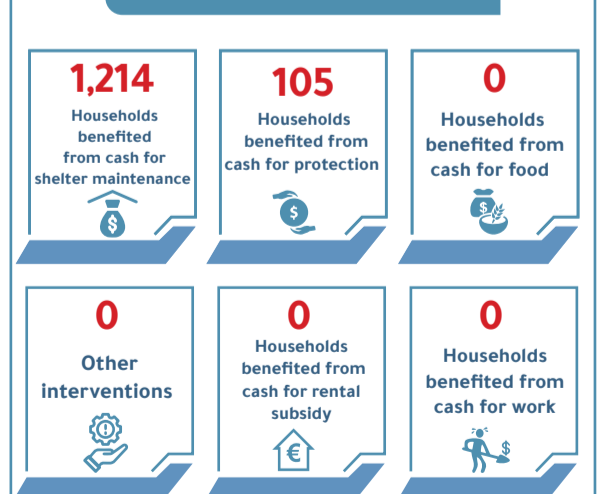 1,214
Households
benefited
from cash for
shelter maintenance
$
105
Households
benefited from
cash for protection
$
0
Households
benefited from
cash for food
$
0
Other
interventions
0
Households
benefited from
cash for rental
subsidy
€
0
Households
benefited from
cash for work
$